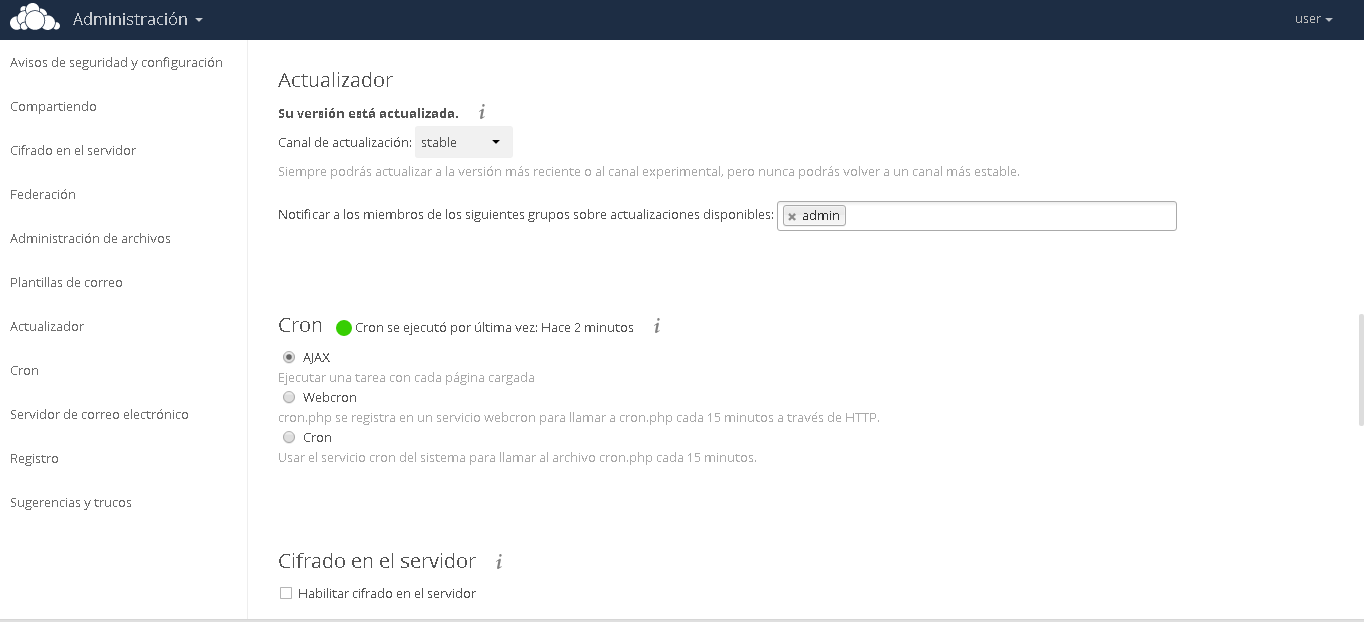 Administración
user
Avisos de seguridad y configuración
Compartiendo
Cifrado en el servidor
Federación
Administración de archivos
Plantillas de correo
Actualizador
Cron
Servidor de correo electrónico
Registro
Sugerencias y trucos
Actualizador
Su versión está actualizada. i
Canal de actualización: stable
Siempre podrás actualizar a la versión más reciente o al canal experimental, pero nunca podrás volver a un canal más estable.
Notificar a los miembros de los siguientes grupos sobre actualizaciones disponibles: × admin
Cron Cron se ejecutó por última vez: Hace 2 minutos i
AJAX
Ejecutar una tarea con cada página cargada
Webcron
cron.php se registra en un servicio webcron para llamar a cron.php cada 15 minutos a través de HTTP.
Cron
Usar el servicio cron del sistema para llamar al archivo cron.php cada 15 minutos.
Cifrado en el servidor i
Habilitar cifrado en el servidor